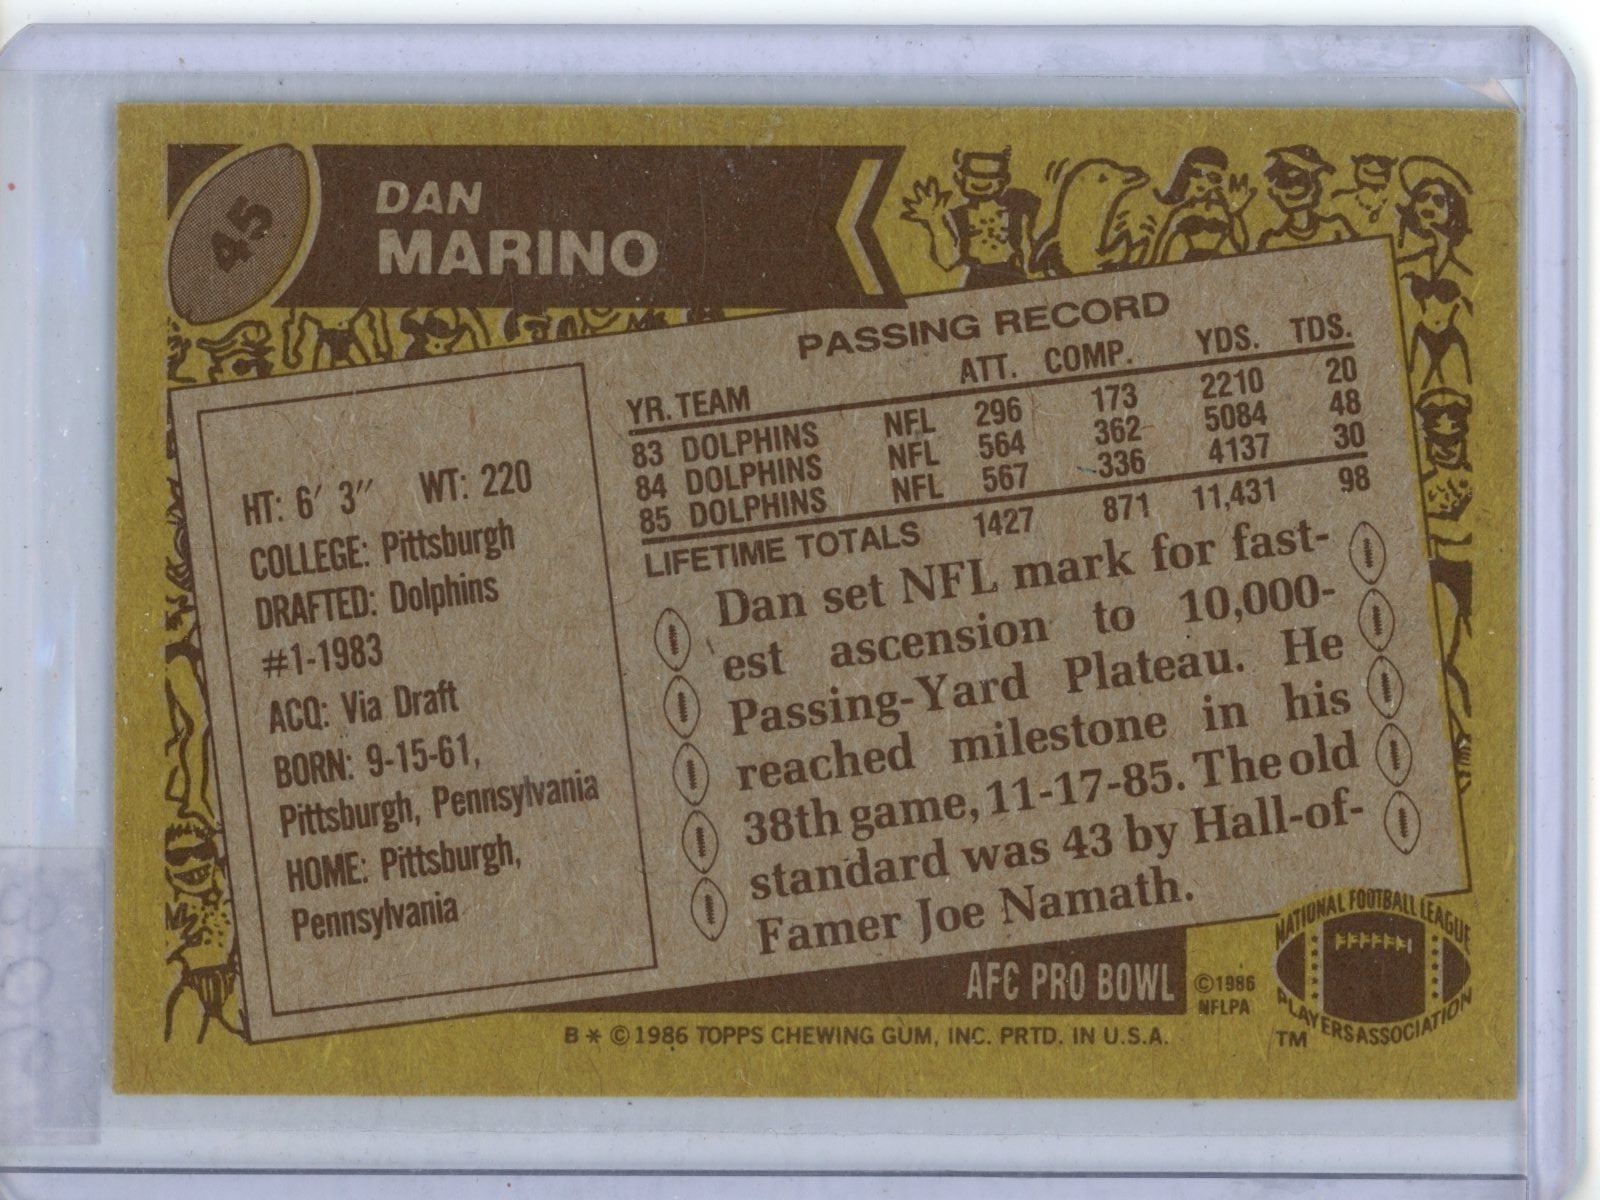 45
DAN
MARINO
PASSING RECORD
YR. TEAM ATT. COMP. YDS. TDS.
83 DOLPHINS NFL 296 173 2210 20
84 DOLPHINS NFL 564 362 5084 48
85 DOLPHINS NFL 567 336 4137 30
LIFETIME TOTALS 1427 871 11,431 98
HT: 6' 3" WT: 220
COLLEGE: Pittsburgh
DRAFTED: Dolphins
#1-1983
ACQ: Via Draft
BORN: 9-15-61,
Pittsburgh, Pennsylvania
HOME: Pittsburgh,
Pennsylvania
Dan set NFL mark for fast-
est ascension to 10,000-
Passing-Yard Plateau. He
reached milestone in his
38th game, 11-17-85. The old
standard was 43 by Hall-of-
Famer Joe Namath.
AFC PRO BOWL
©1986
NFLPA
NATIONAL FOOTBALL LEAGUE
PLAYERS ASSOCIATION
TM
B * © 1986 TOPPS CHEWING GUM, INC. PRTD. IN U.S.A.